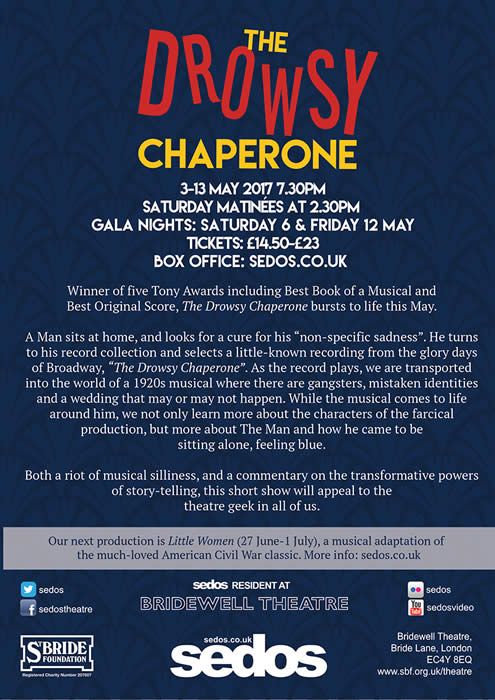 THE
DROWSY
CHAPERONE
3-13 MAY 2017 7.30PM
SATURDAY MATINÉES AT 2.30PM
GALA NIGHTS: SATURDAY 6 & FRIDAY 12 MAY
TICKETS: £14.50-£23
BOX OFFICE: SEDOS.CO.UK
Winner of five Tony Awards including Best Book of a Musical and
Best Original Score, The Drowsy Chaperone bursts to life this May.
A Man sits at home, and looks for a cure for his “non-specific sadness”. He turns
to his record collection and selects a little-known recording from the glory days
of Broadway, “The Drowsy Chaperone”. As the record plays, we are transported
into the world of a 1920s musical where there are gangsters, mistaken identities
and a wedding that may or may not happen. While the musical comes to life
around him, we not only learn more about the characters of the farcical
production, but more about The Man and how he came to be
sitting alone, feeling blue.
Both a riot of musical silliness, and a commentary on the transformative powers
of story-telling, this short show will appeal to the
theatre geek in all of us.
Our next production is Little Women (27 June-1 July), a musical adaptation of
the much-loved American Civil War classic. More info: sedos.co.uk
sedos
sedostheatre
sedos RESIDENT AT
BRIDEWELL THEATRE
sedos
You Tube
sedosvideo
ST BRIDE
FOUNDATION
Registered Charity Number 207607
sedos.co.uk
sedos
Bridewell Theatre,
Bride Lane, London
EC4Y 8EQ
www.sbf.org.uk/theatre